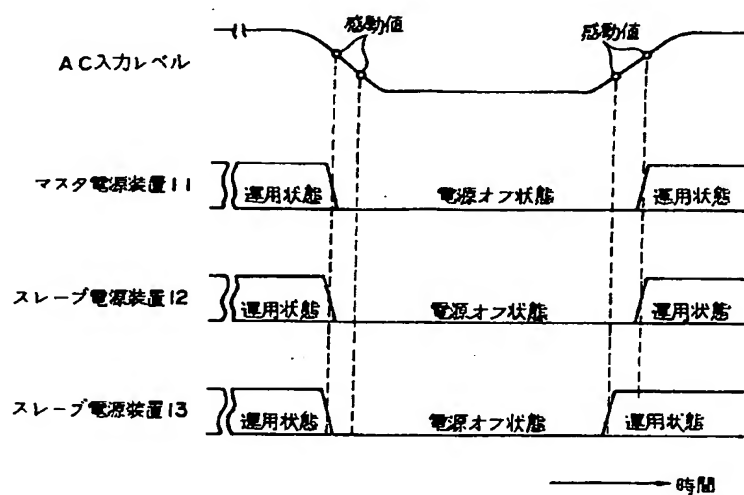 感動値 感動値
AC入力レベル
マスタ電源装置11 運用状態 電源オフ状態 運用状態
スレーブ電源装置12 運用状態 電源オフ状態 運用状態
スレーブ電源装置13 運用状態 電源オフ状態 運用状態
時間